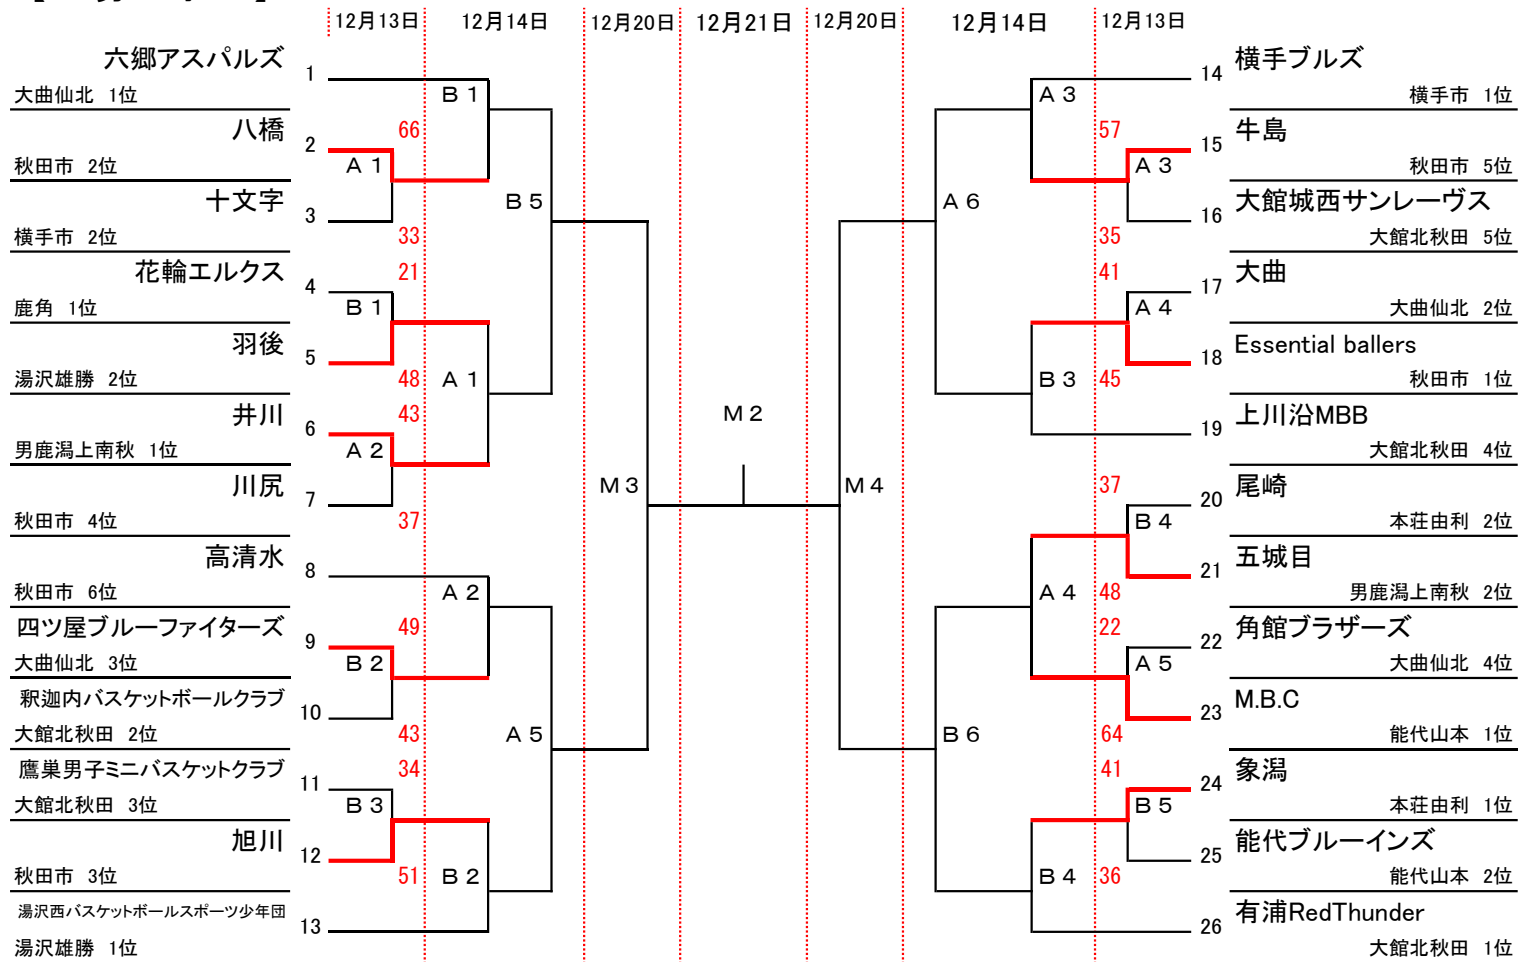 12月13日 12月14日 12月20日 12月21日 12月20日 12月14日 12月13日
六郷アスパルズ 1
大曲仙北 1位
八橋 2
秋田市 2位
十文字 3
横手市 2位
花輪エルクス 4
鹿角 1位
羽後 5
湯沢雄勝 2位
井川 6
男鹿潟上南秋 1位
川尻 7
秋田市 4位
高清水 8
秋田市 6位
四ツ屋ブルーファイターズ 9
大曲仙北 3位
釈迦内バスケットボールクラブ 10
大館北秋田 2位
鷹巣男子ミニバスケットクラブ 11
大館北秋田 3位
旭川 12
秋田市 3位
湯沢西バスケットボールスポーツ少年団 13
湯沢雄勝 1位
B 1
66
A 1
33
21
B 1
48
A 1
43
A 2
37
A 2
49
B 2
43
34
B 3
51
B 2
B 5
A 5
M 3
M 2
M 4
A 6
B 6
A 3
57
A 3
35
41
A 4
45
B 3
37
B 4
48
A 4
22
A 5
64
41
B 5
36
B 4
14 横手ブルズ
横手市 1位
15 牛島
秋田市 5位
16 大館城西サンレーヴス
大館北秋田 5位
17 大曲
大曲仙北 2位
18 Essential ballers
秋田市 1位
19 上川沿MBB
大館北秋田 4位
20 尾崎
本荘由利 2位
21 五城目
男鹿潟上南秋 2位
22 角館ブラザーズ
大曲仙北 4位
23 M.B.C
能代山本 1位
24 象潟
本荘由利 1位
25 能代ブルーインズ
能代山本 2位
26 有浦RedThunder
大館北秋田 1位